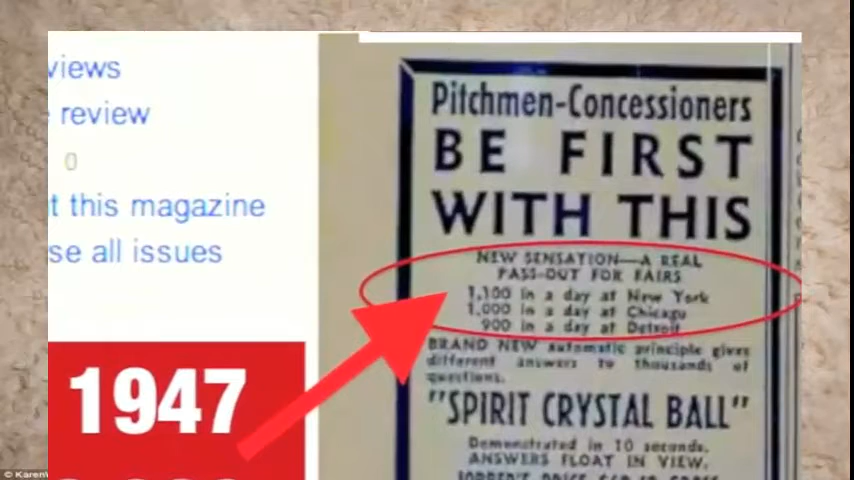 views
review
0
t this magazine
se all issues
1947
Pitchmen-Concessioners
BE FIRST
WITH THIS
NEW SENSATION—A REAL
PASS-OUT FOR FAIRS
1,100 in a day at New York
1,000 in a day at Chicago
900 in a day at Detroit
BRAND NEW automatic principle gives
different answers to thousands of
questions.
"SPIRIT CRYSTAL BALL"
Demonstrated in 10 seconds.
ANSWERS FLOAT IN VIEW.
© Karen